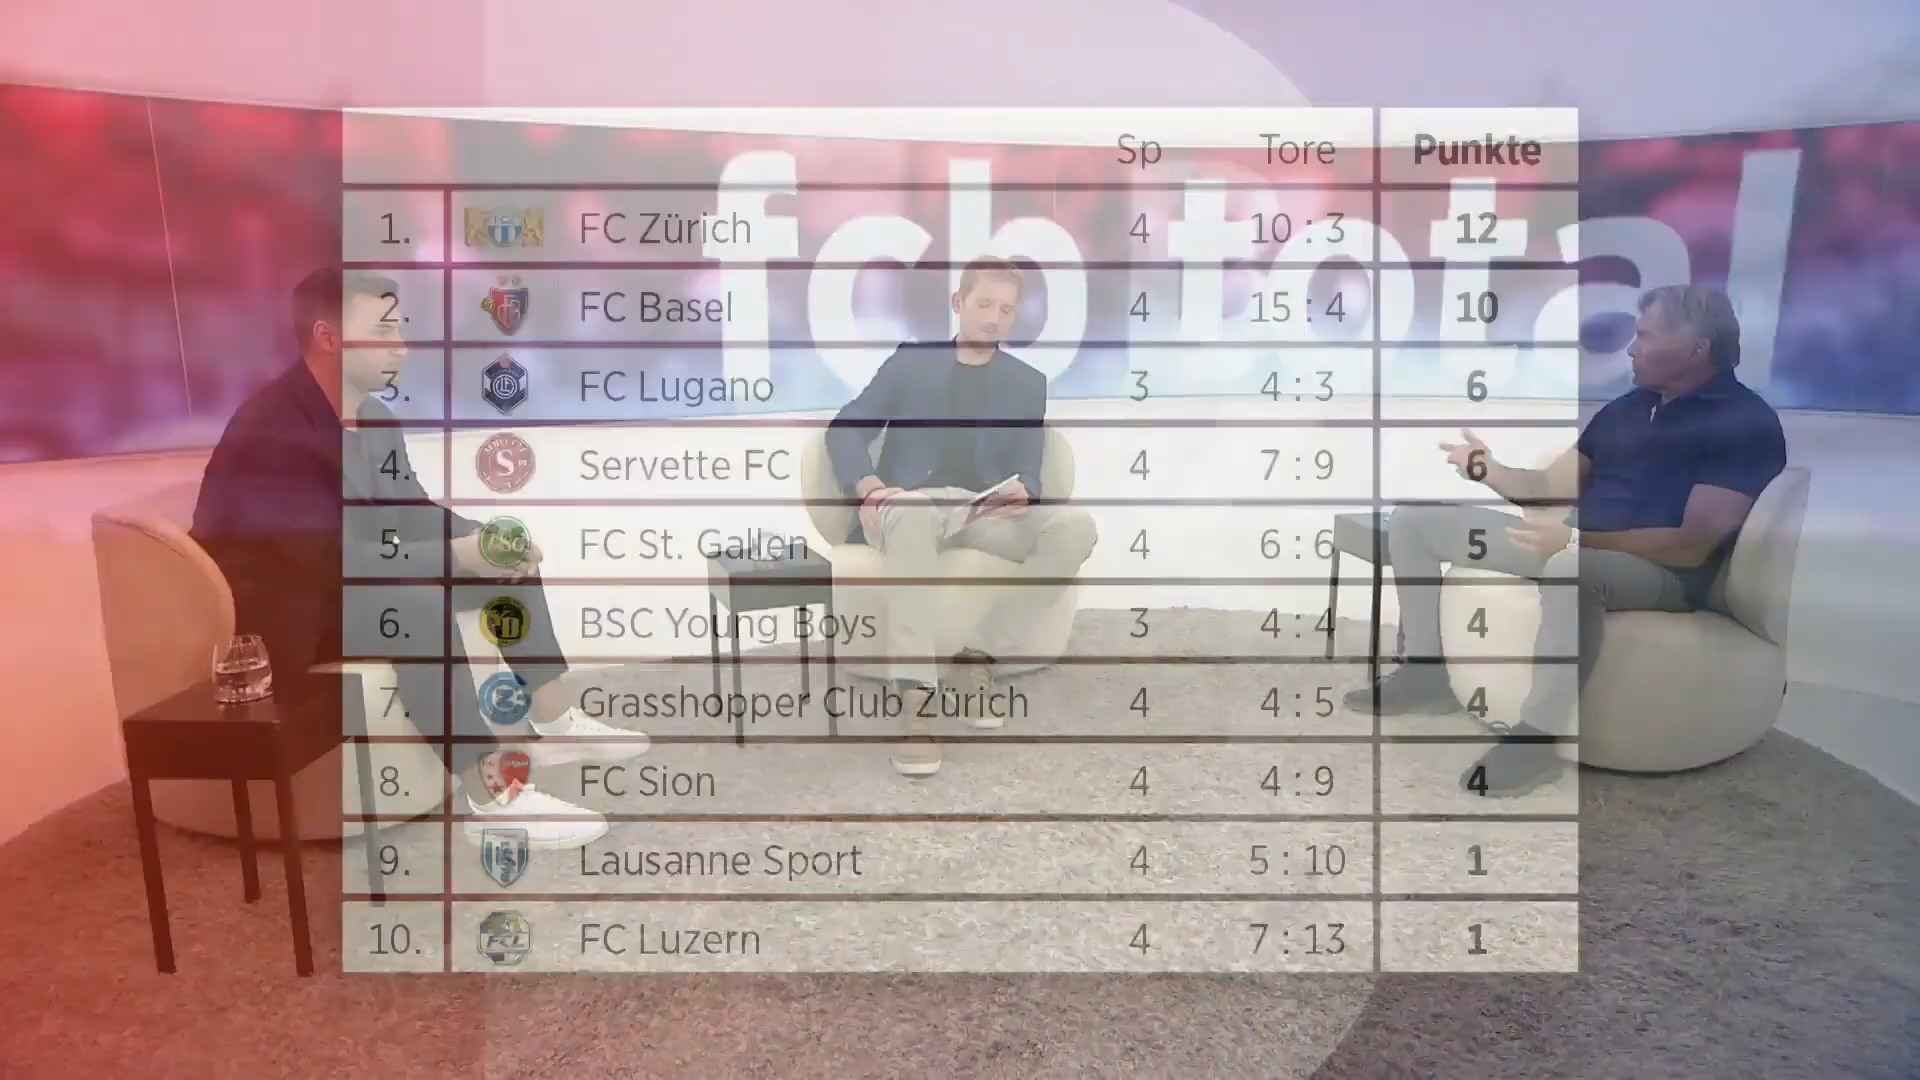 fcb total
Sp Tore Punkte
1. FC Zürich 4 10 : 3 12
2. FC Basel 4 15 : 4 10
3. FC Lugano 3 4 : 3 6
4. Servette FC 4 7 : 9 6
5. FC St. Gallen 4 6 : 6 5
6. BSC Young Boys 3 4 : 4 4
7. Grasshopper Club Zürich 4 4 : 5 4
8. FC Sion 4 4 : 9 4
9. Lausanne Sport 4 5 : 10 1
10. FC Luzern 4 7 : 13 1